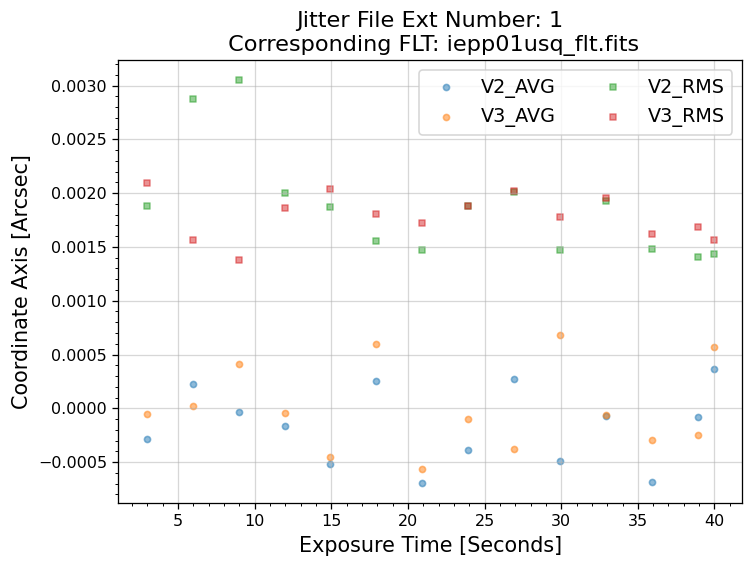 Jitter File Ext Number: 1
Corresponding FLT: iepp01usq_flt.fits
V2_AVG
V3_AVG
V2_RMS
V3_RMS
Coordinate Axis [Arcsec]
0.0030
0.0025
0.0020
0.0015
0.0010
0.0005
0.0000
−0.0005
5 10 15 20 25 30 35 40
Exposure Time [Seconds]